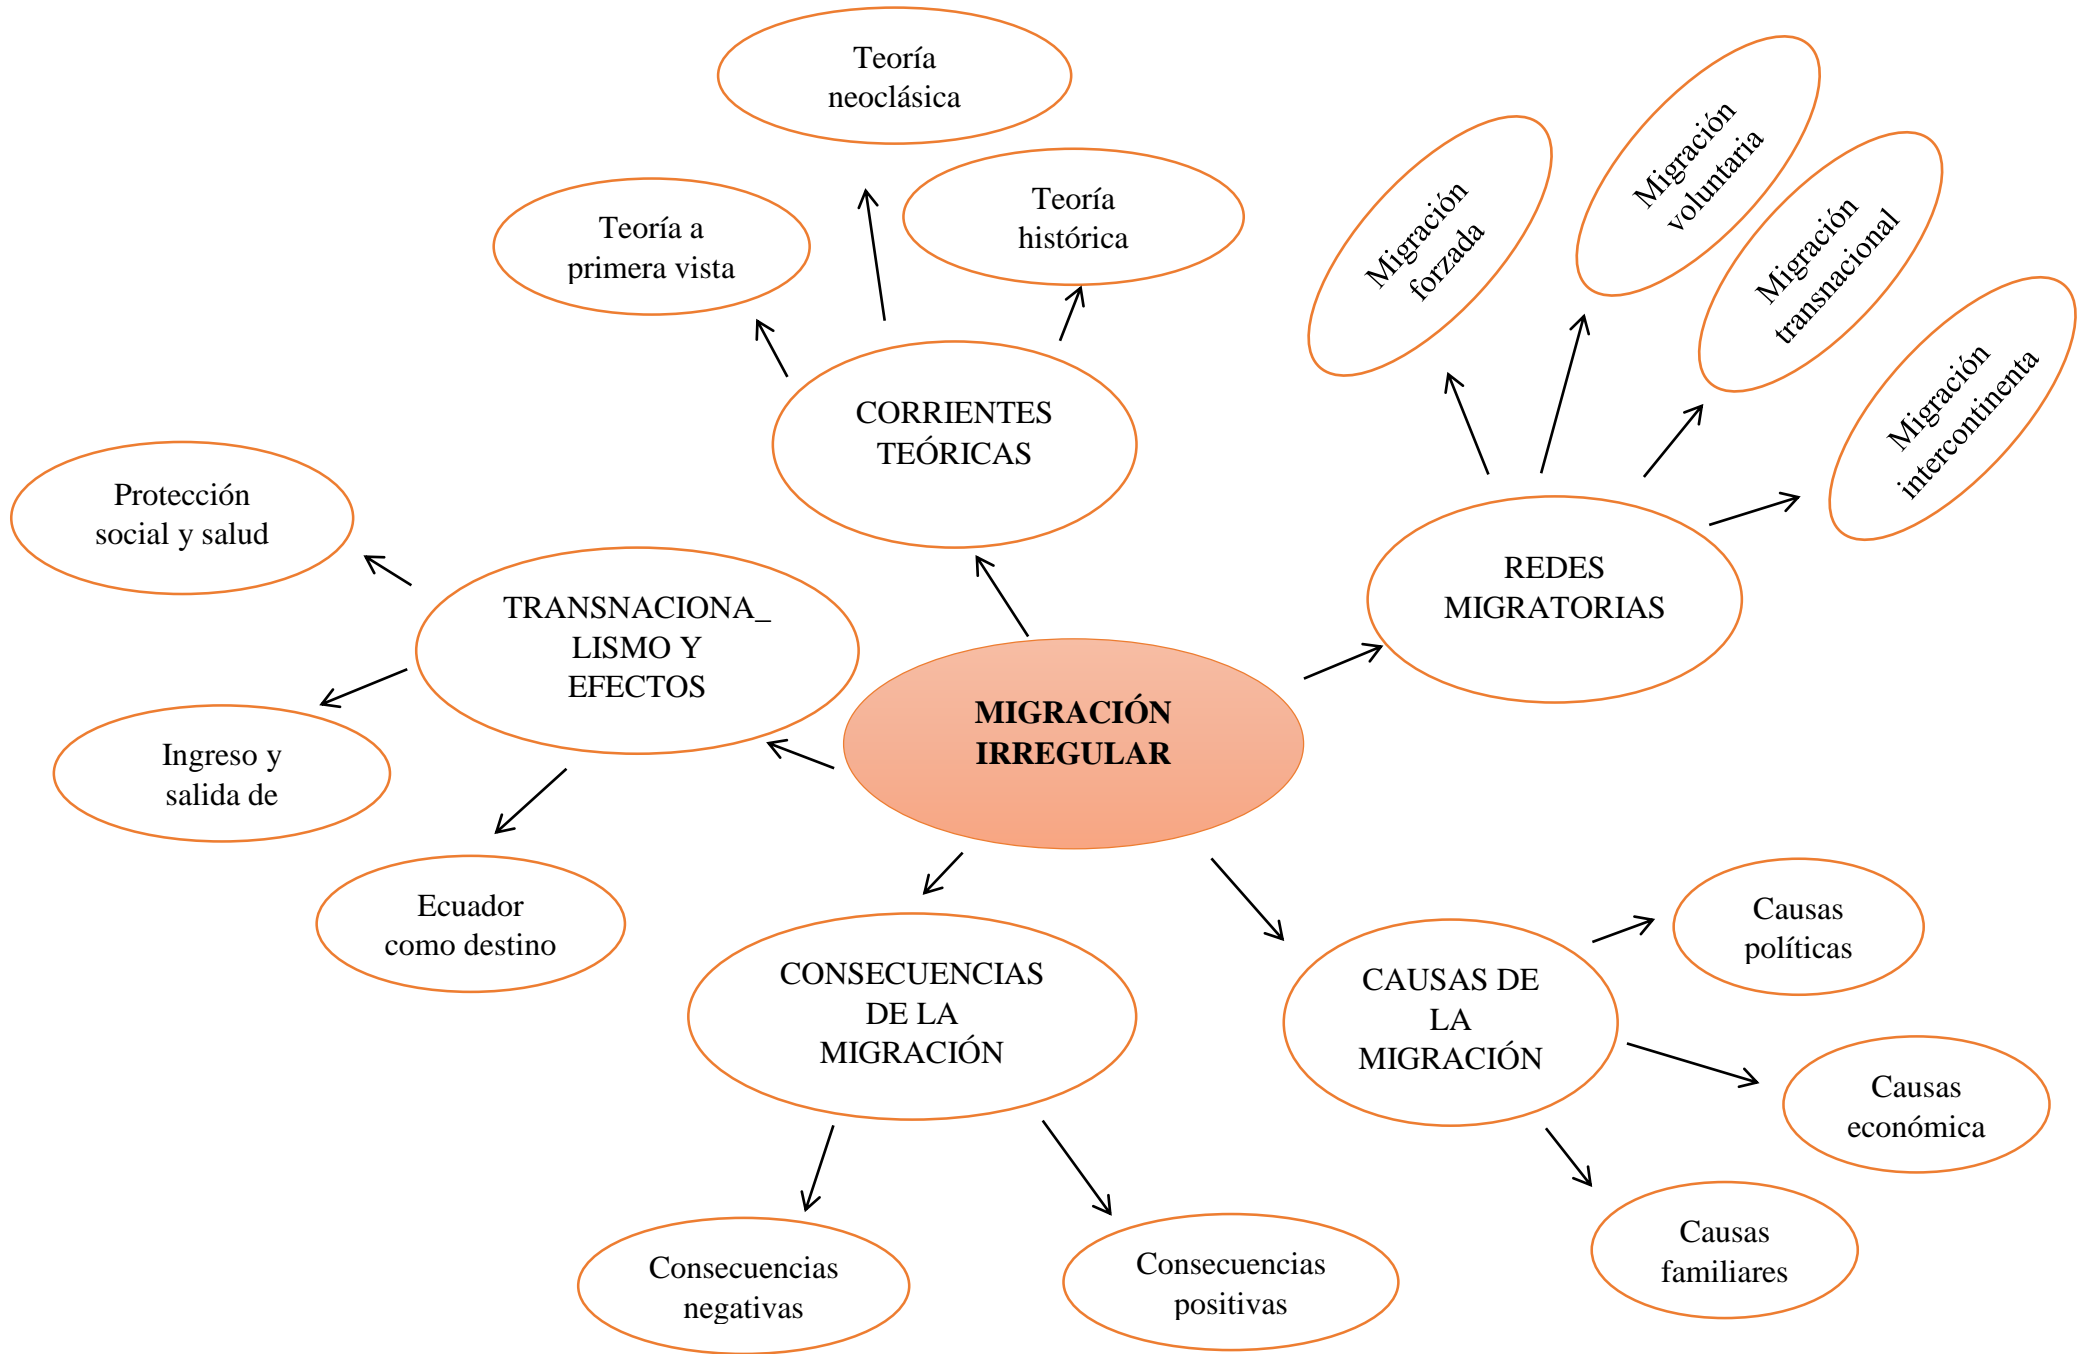 Teoría
neoclásica
Teoría a
primera vista
Teoría
histórica
CORRIENTES
TEÓRICAS
Migración
forzada
Migración
voluntaria
Migración
transnacional
Migración
intercontinenta
REDES
MIGRATORIAS
Protección
social y salud
TRANSNACIONA_
LISMO Y
EFECTOS
Ingreso y
salida de
Ecuador
como destino
MIGRACIÓN
IRREGULAR
CONSECUENCIAS
DE LA
MIGRACIÓN
Consecuencias
negativas
Consecuencias
positivas
CAUSAS DE
LA
MIGRACIÓN
Causas
políticas
Causas
económica
Causas
familiares